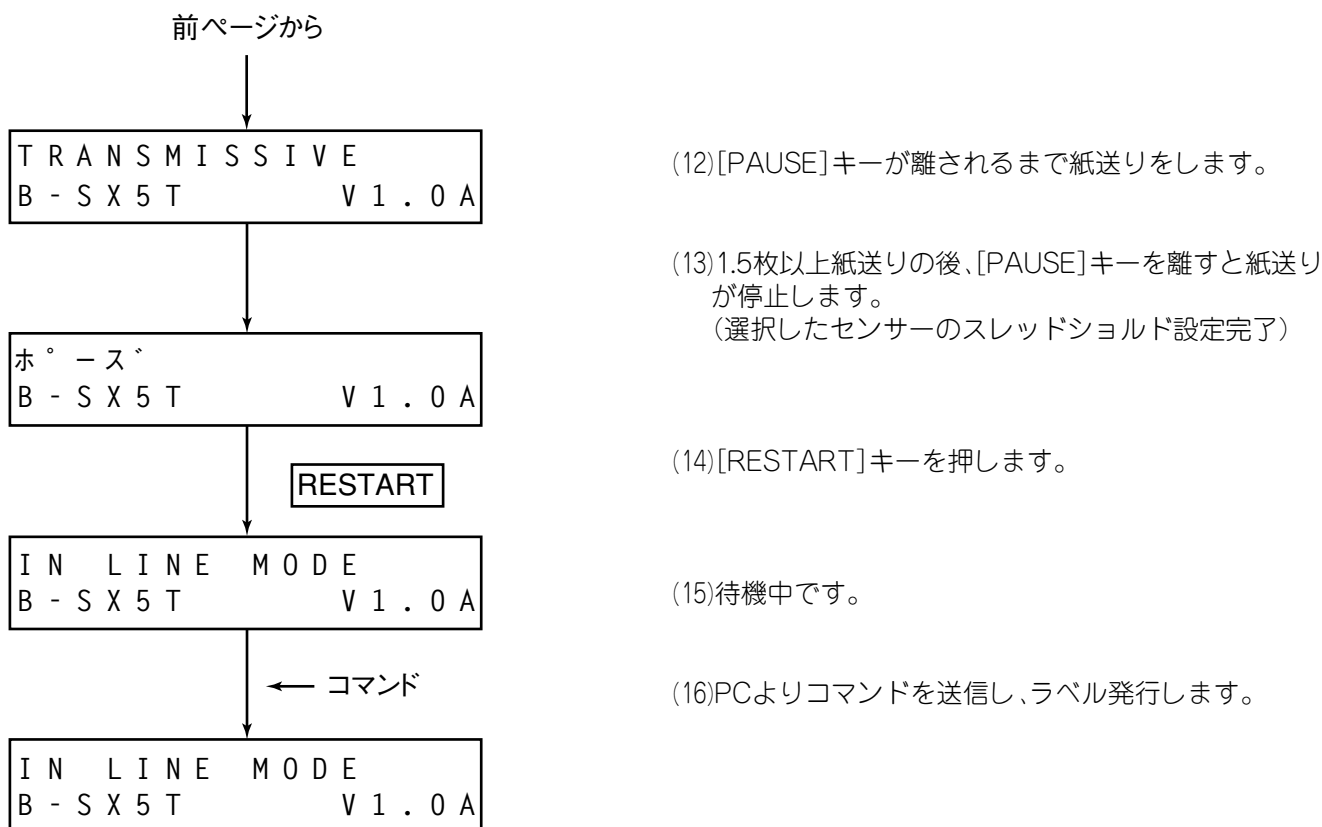 前ページから
TRANSMISSIVE
B-SX5T V1.0A
(12)[PAUSE]キーが離されるまで紙送りをします。
(13)1.5枚以上紙送りの後、[PAUSE]キーを離すと紙送り
が停止します。
(選択したセンサーのスレッドショルド設定完了)
ホ゜ーズ
B-SX5T V1.0A
RESTART
(14)[RESTART]キーを押します。
IN LINE MODE
B-SX5T V1.0A
(15)待機中です。
コマンド
(16)PCよりコマンドを送信し、ラベル発行します。
IN LINE MODE
B-SX5T V1.0A